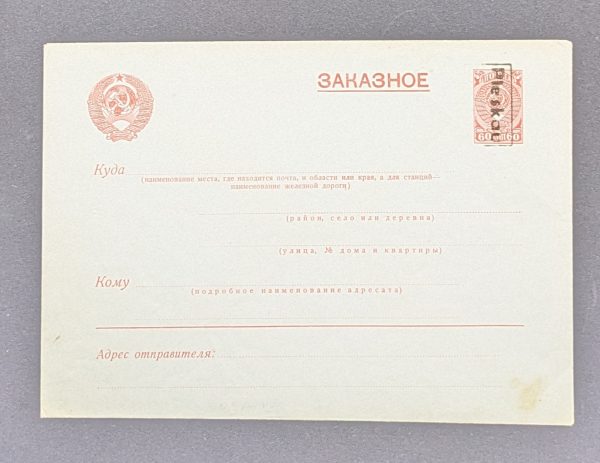 ЗАКАЗНОЕ
Pleskau
60 60
Куда
(наименование места, где находится почта, и области или края, а для станций—
наименование железной дороги)
(район, село или деревня)
(улица, № дома и квартиры)
Кому
(подробное наименование адресата)
Адрес отправителя: